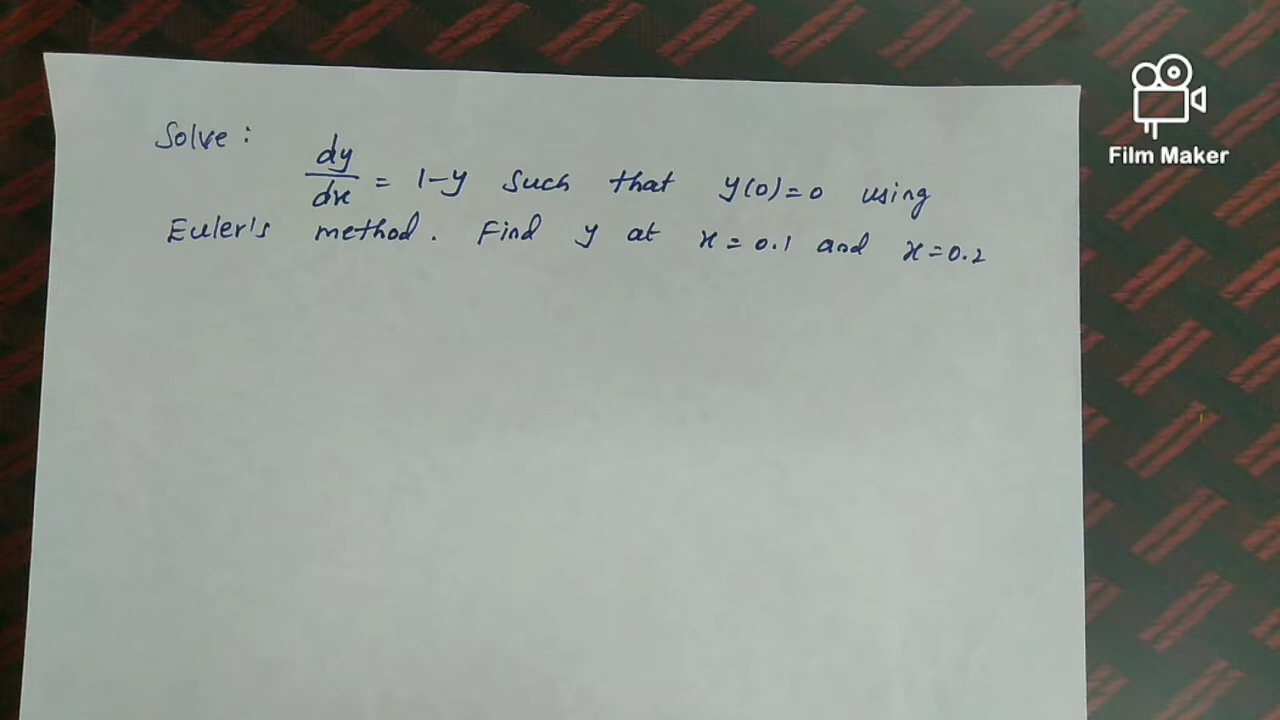 Solve :
dy/dx = 1-y such that y(0)=0 using
Euler's method. Find y at x = 0.1 and x=0.2
Film Maker